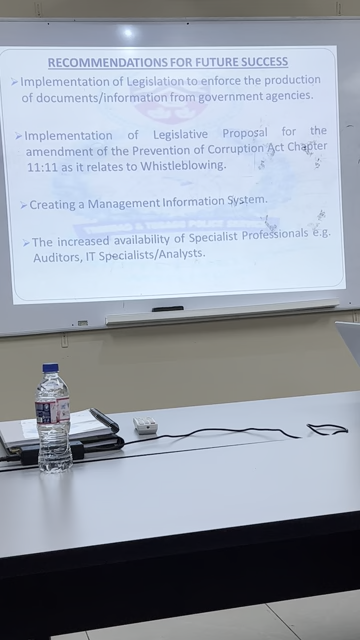 RECOMMENDATIONS FOR FUTURE SUCCESS
➢Implementation of Legislation to enforce the production
of documents/information from government agencies.
➢Implementation of Legislative Proposal for the
amendment of the Prevention of Corruption Act Chapter
11:11 as it relates to Whistleblowing.
➢Creating a Management Information System.
➢The increased availability of Specialist Professionals e.g.
Auditors, IT Specialists/Analysts.